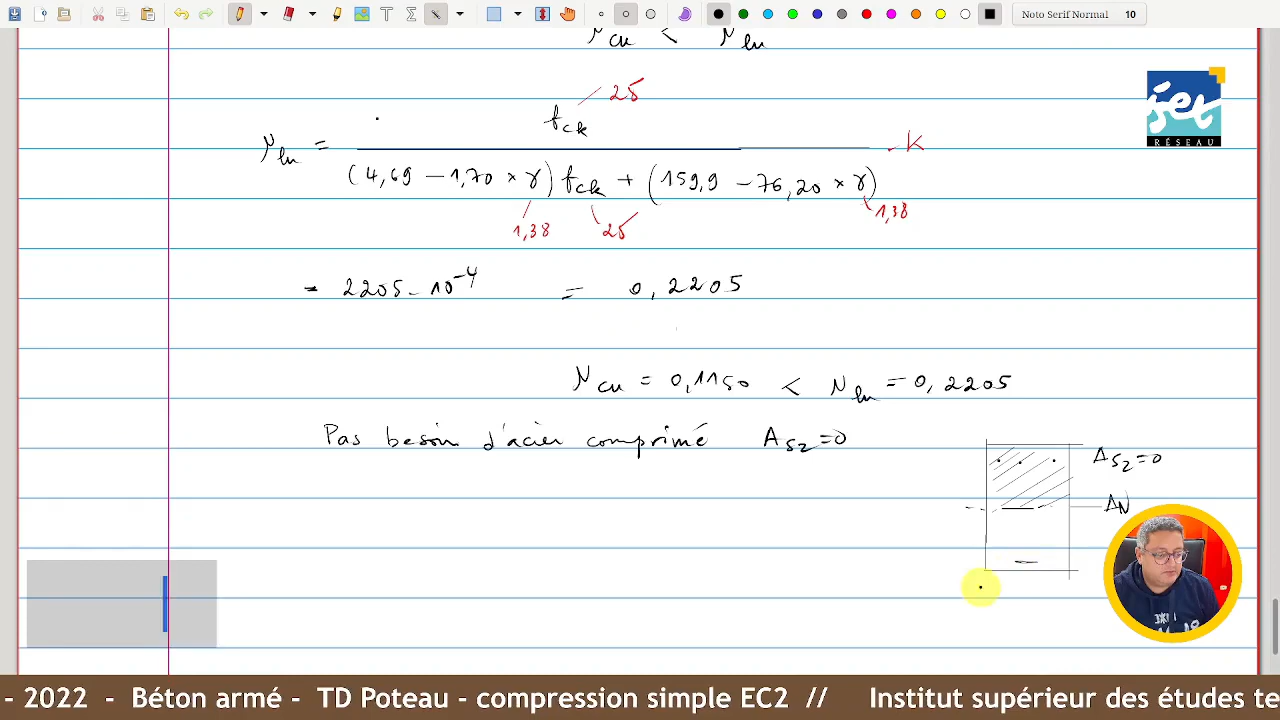 Noto Serif Normal 10
μcu < μlu
fck 25
μlu = K
(4,69 - 1,70 × γ) fck + (159,9 - 76,20 × γ)
1,38 25 1,38
= 2205 . 10⁻⁴ = 0,2205
μcu = 0,1150 < μlu = 0,2205
Pas besoin d'acier comprimé As2=0
As2=0
AN
iset
RÉSEAU
- 2022 - Béton armé - TD Poteau - compression simple EC2 // Institut supérieur des études te